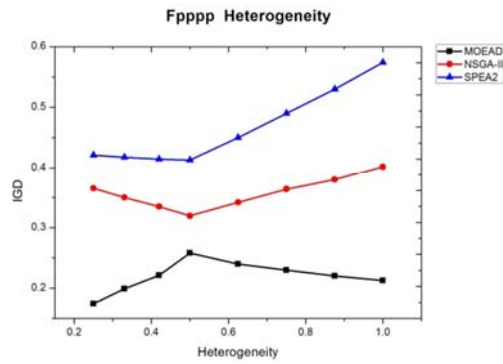 Fpppp Heterogeneity
MOEAD
NSGA-II
SPEA2
0.6
0.5
0.4
0.3
0.2
IGD
0.2 0.4 0.6 0.8 1.0
Heterogeneity